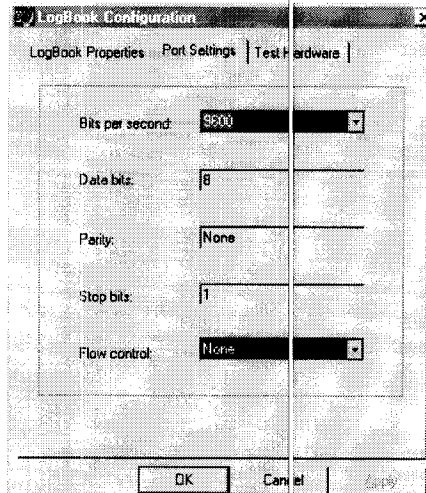 LogBook Configuration
LogBook Properties Port Settings Test Hardware
Bits per second: 9600
Data bits: 8
Parity: None
Stop bits: 1
Flow control: None
OK Cancel Apply